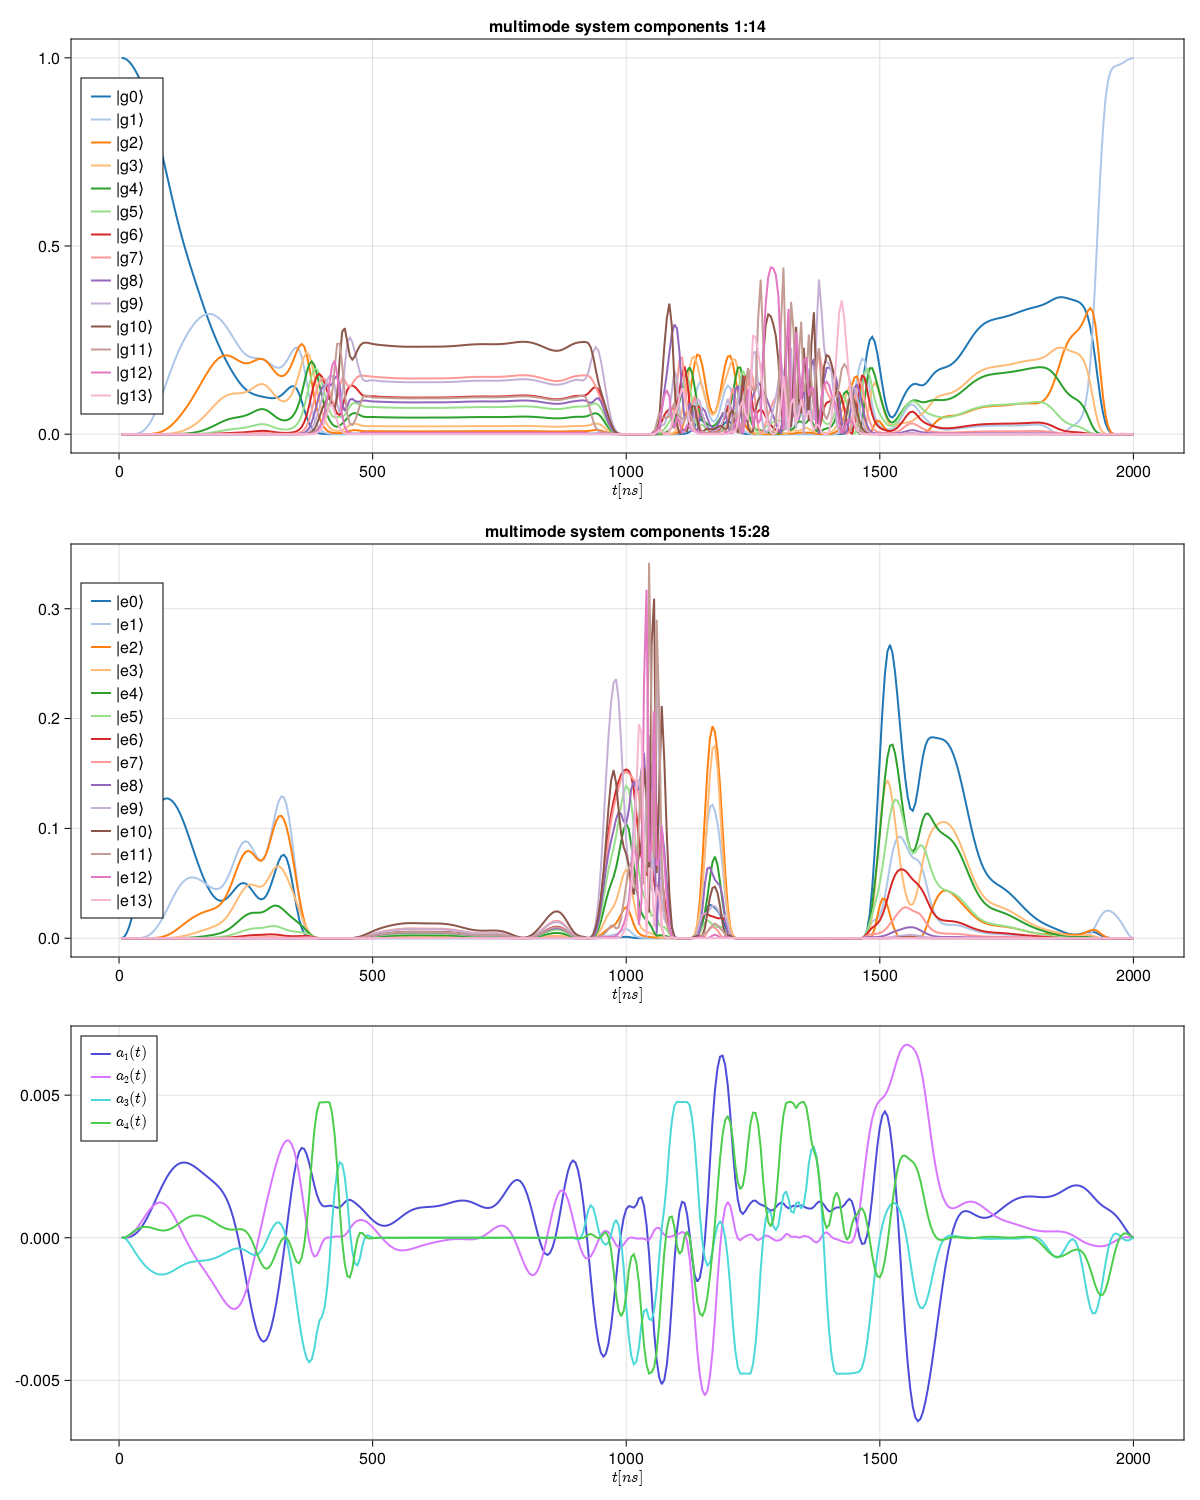 multimode system components 1:14
1.0
0.5
0.0
|g0⟩
|g1⟩
|g2⟩
|g3⟩
|g4⟩
|g5⟩
|g6⟩
|g7⟩
|g8⟩
|g9⟩
|g10⟩
|g11⟩
|g12⟩
|g13⟩
0 500 1000 1500 2000
t[ns]
multimode system components 15:28
0.3
0.2
0.1
0.0
|e0⟩
|e1⟩
|e2⟩
|e3⟩
|e4⟩
|e5⟩
|e6⟩
|e7⟩
|e8⟩
|e9⟩
|e10⟩
|e11⟩
|e12⟩
|e13⟩
0 500 1000 1500 2000
t[ns]
0.005
0.000
-0.005
a₁(t)
a₂(t)
a₃(t)
a₄(t)
0 500 1000 1500 2000
t[ns]